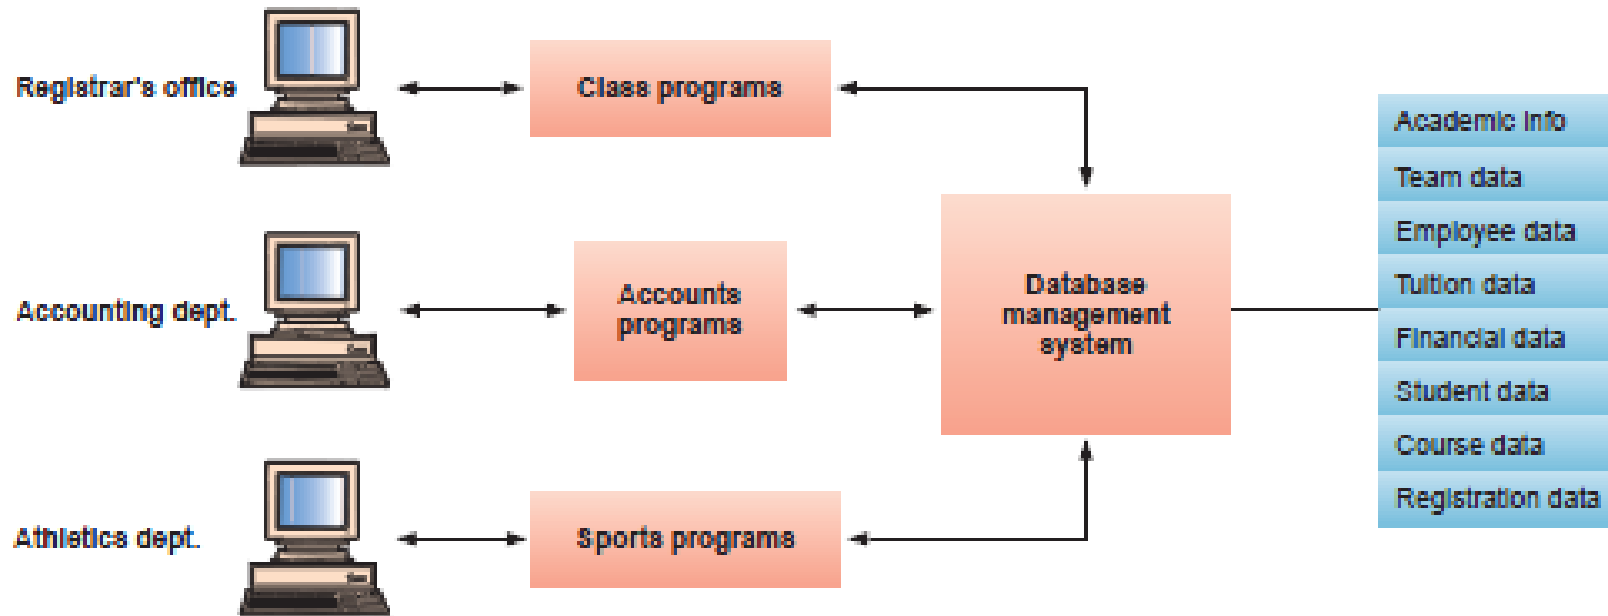 Registrar's office
Class programs
Accounting dept.
Accounts
programs
Athletics dept.
Sports programs
Database
management
system
Academic info
Team data
Employee data
Tuition data
Financial data
Student data
Course data
Registration data